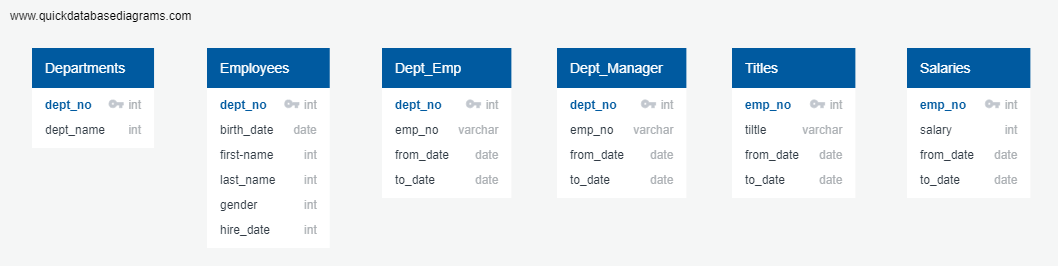 www.quickdatabasediagrams.com
Departments
dept_no int
dept_name int
Employees
dept_no int
birth_date date
first-name int
last_name int
gender int
hire_date int
Dept_Emp
dept_no int
emp_no varchar
from_date date
to_date date
Dept_Manager
dept_no int
emp_no varchar
from_date date
to_date date
Titles
emp_no int
tiltle varchar
from_date date
to_date date
Salaries
emp_no int
salary int
from_date date
to_date date